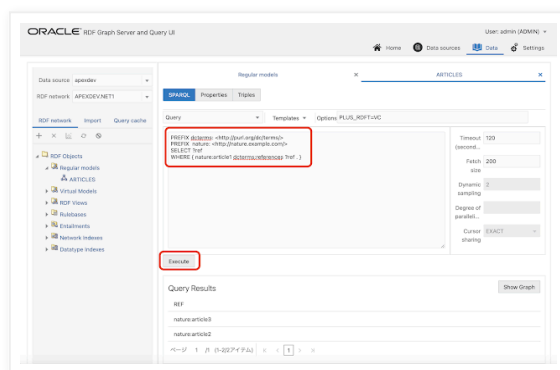 ORACLE RDF Graph Server and Query UI
User: admin (ADMIN)
Home Data sources Data Settings
Data source apexdev
RDF network APEXDEV.NET1
RDF network Import Query cache
RDF Objects
Regular models
ARTICLES
Virtual Models
RDF Views
Rulebases
Entailments
Network Indexes
Datatype Indexes
Regular models × ARTICLES ×
SPARQL Properties Triples
Query Templates Options PLUS_RDFT=VC
PREFIX dcterms: <http://purl.org/dc/terms/>
PREFIX nature: <http://nature.example.com/>
SELECT ?ref
WHERE { nature:article1 dcterms:references ?ref . }
Timeout 120
(second...
Fetch 200
size
Dynamic 2
sampling
Degree of
paralleli...
Cursor EXACT
sharing
Execute
Query Results Show Graph
REF
nature:article3
nature:article2
ページ 1 /1 (1-2/2アイテム) 1